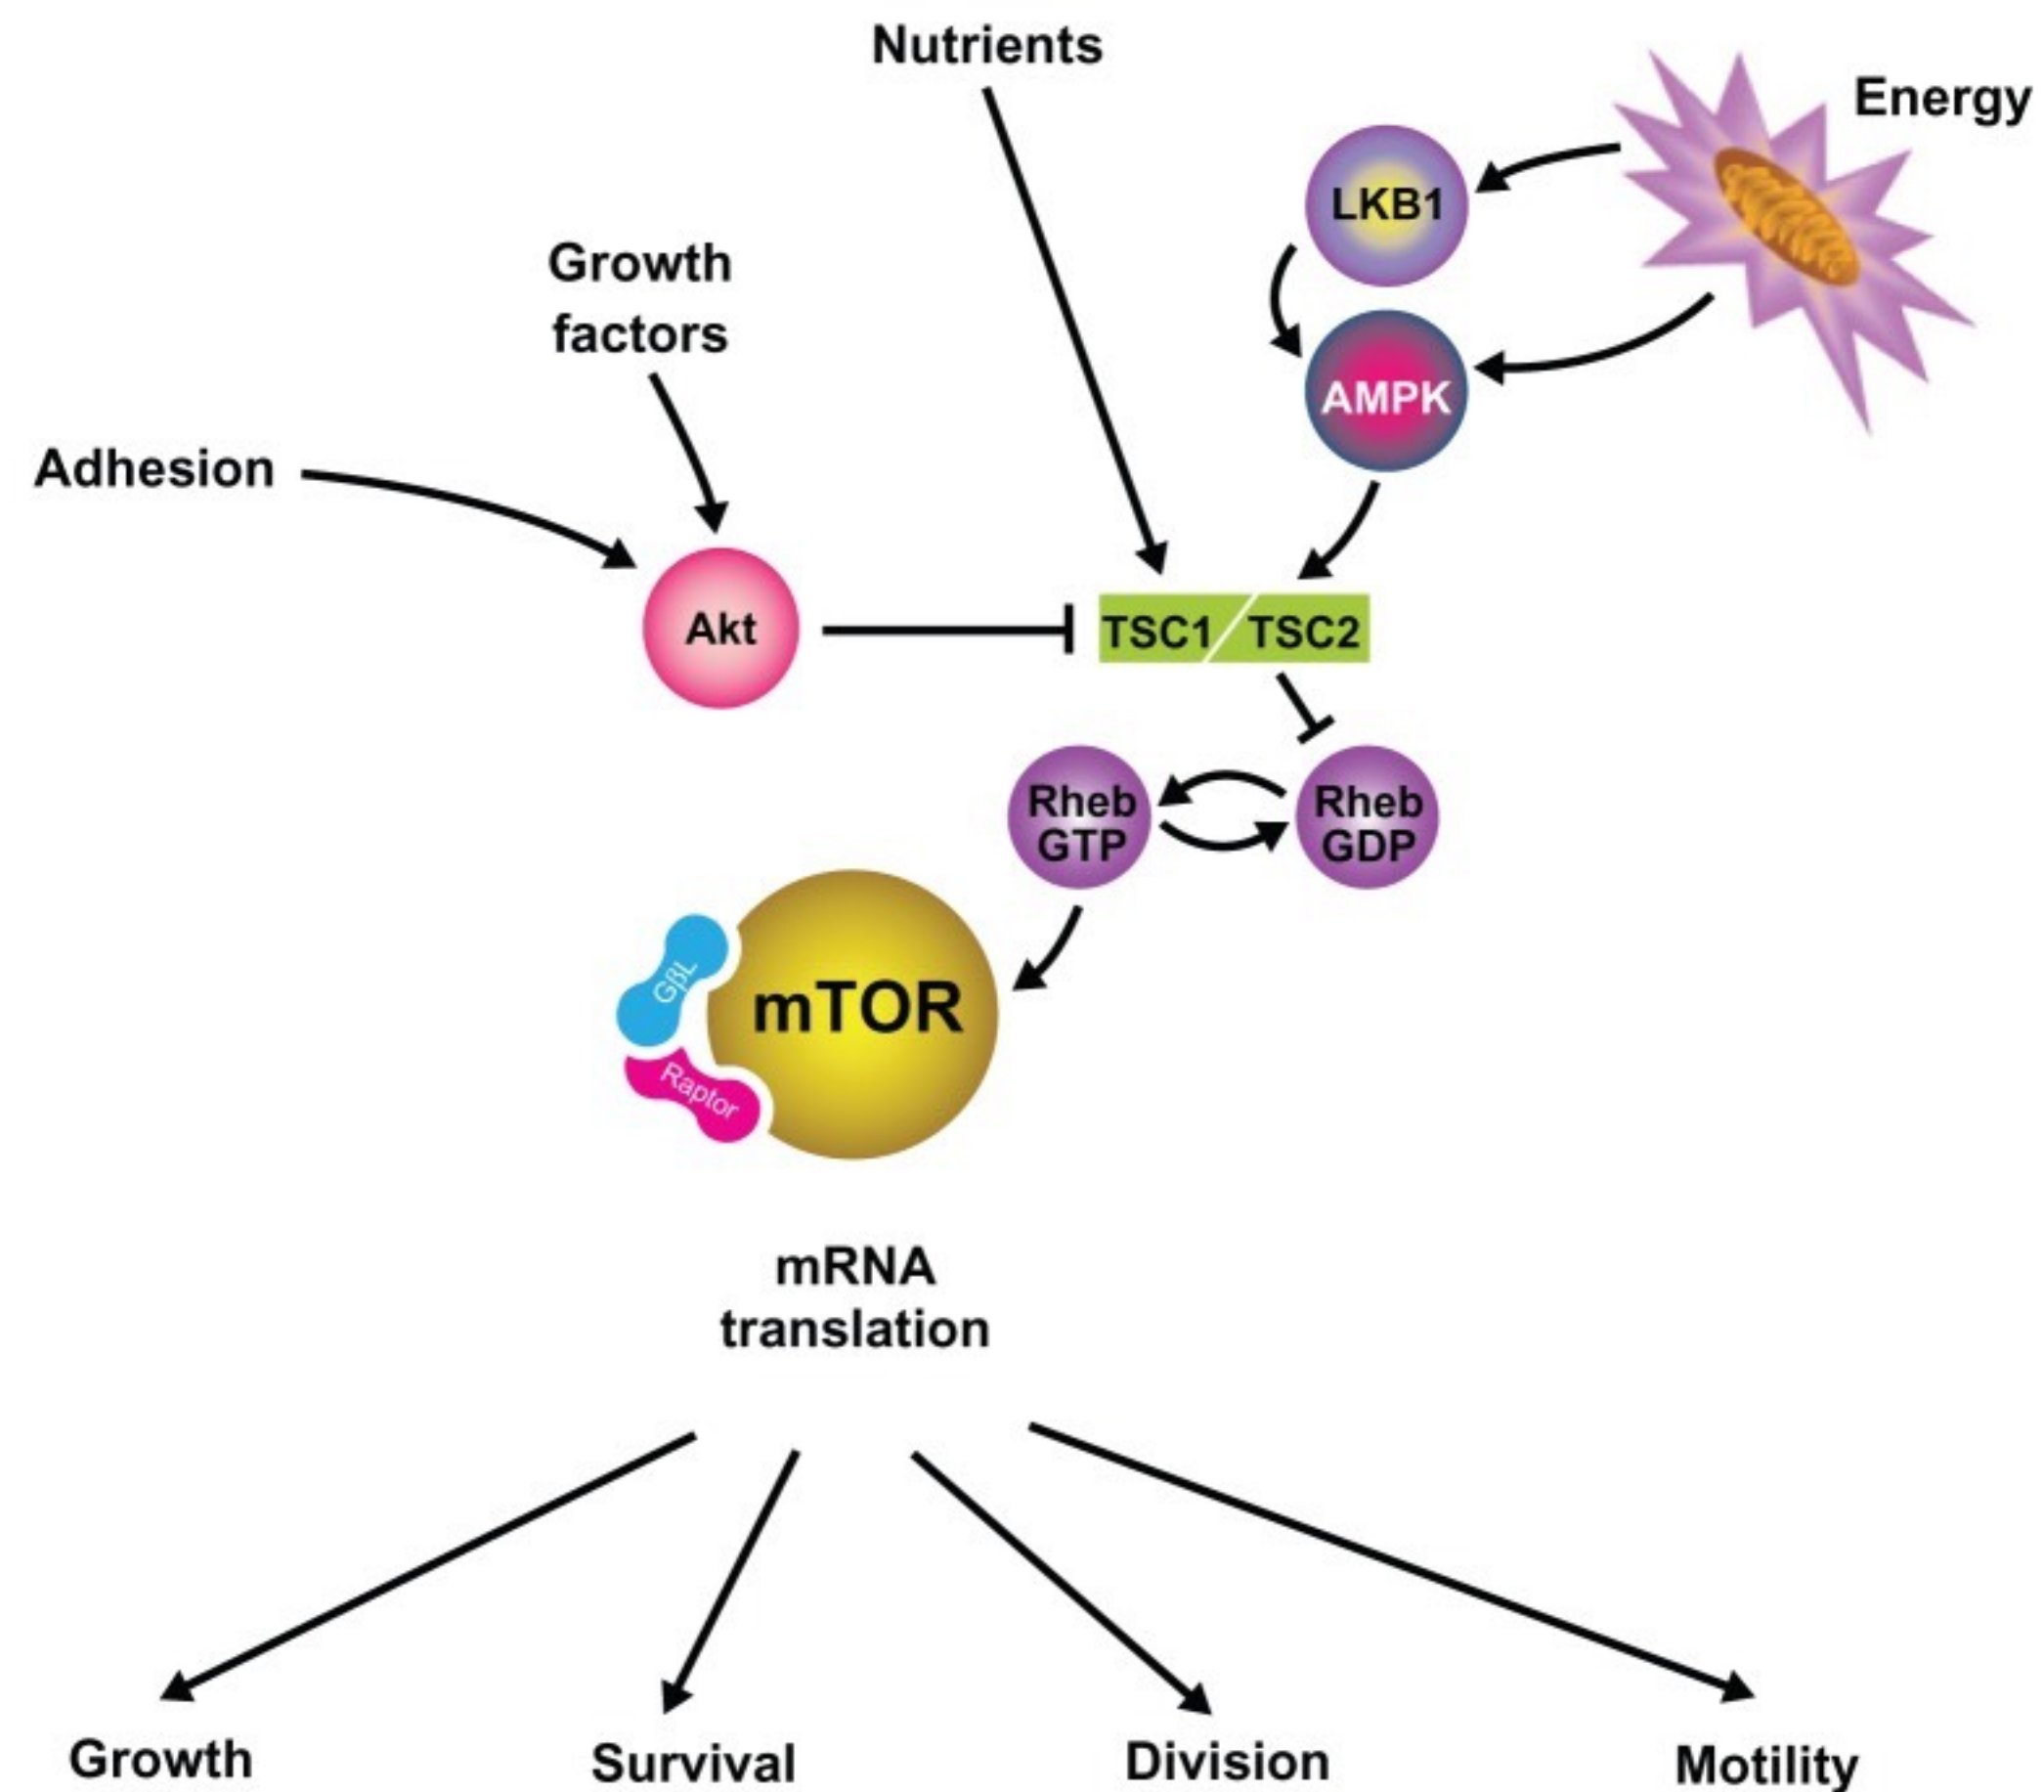 Nutrients
Energy
LKB1
Growth
factors
AMPK
Adhesion
Akt
TSC1
TSC2
Rheb
GTP
Rheb
GDP
GβL
mTOR
Raptor
mRNA
translation
Growth
Survival
Division
Motility